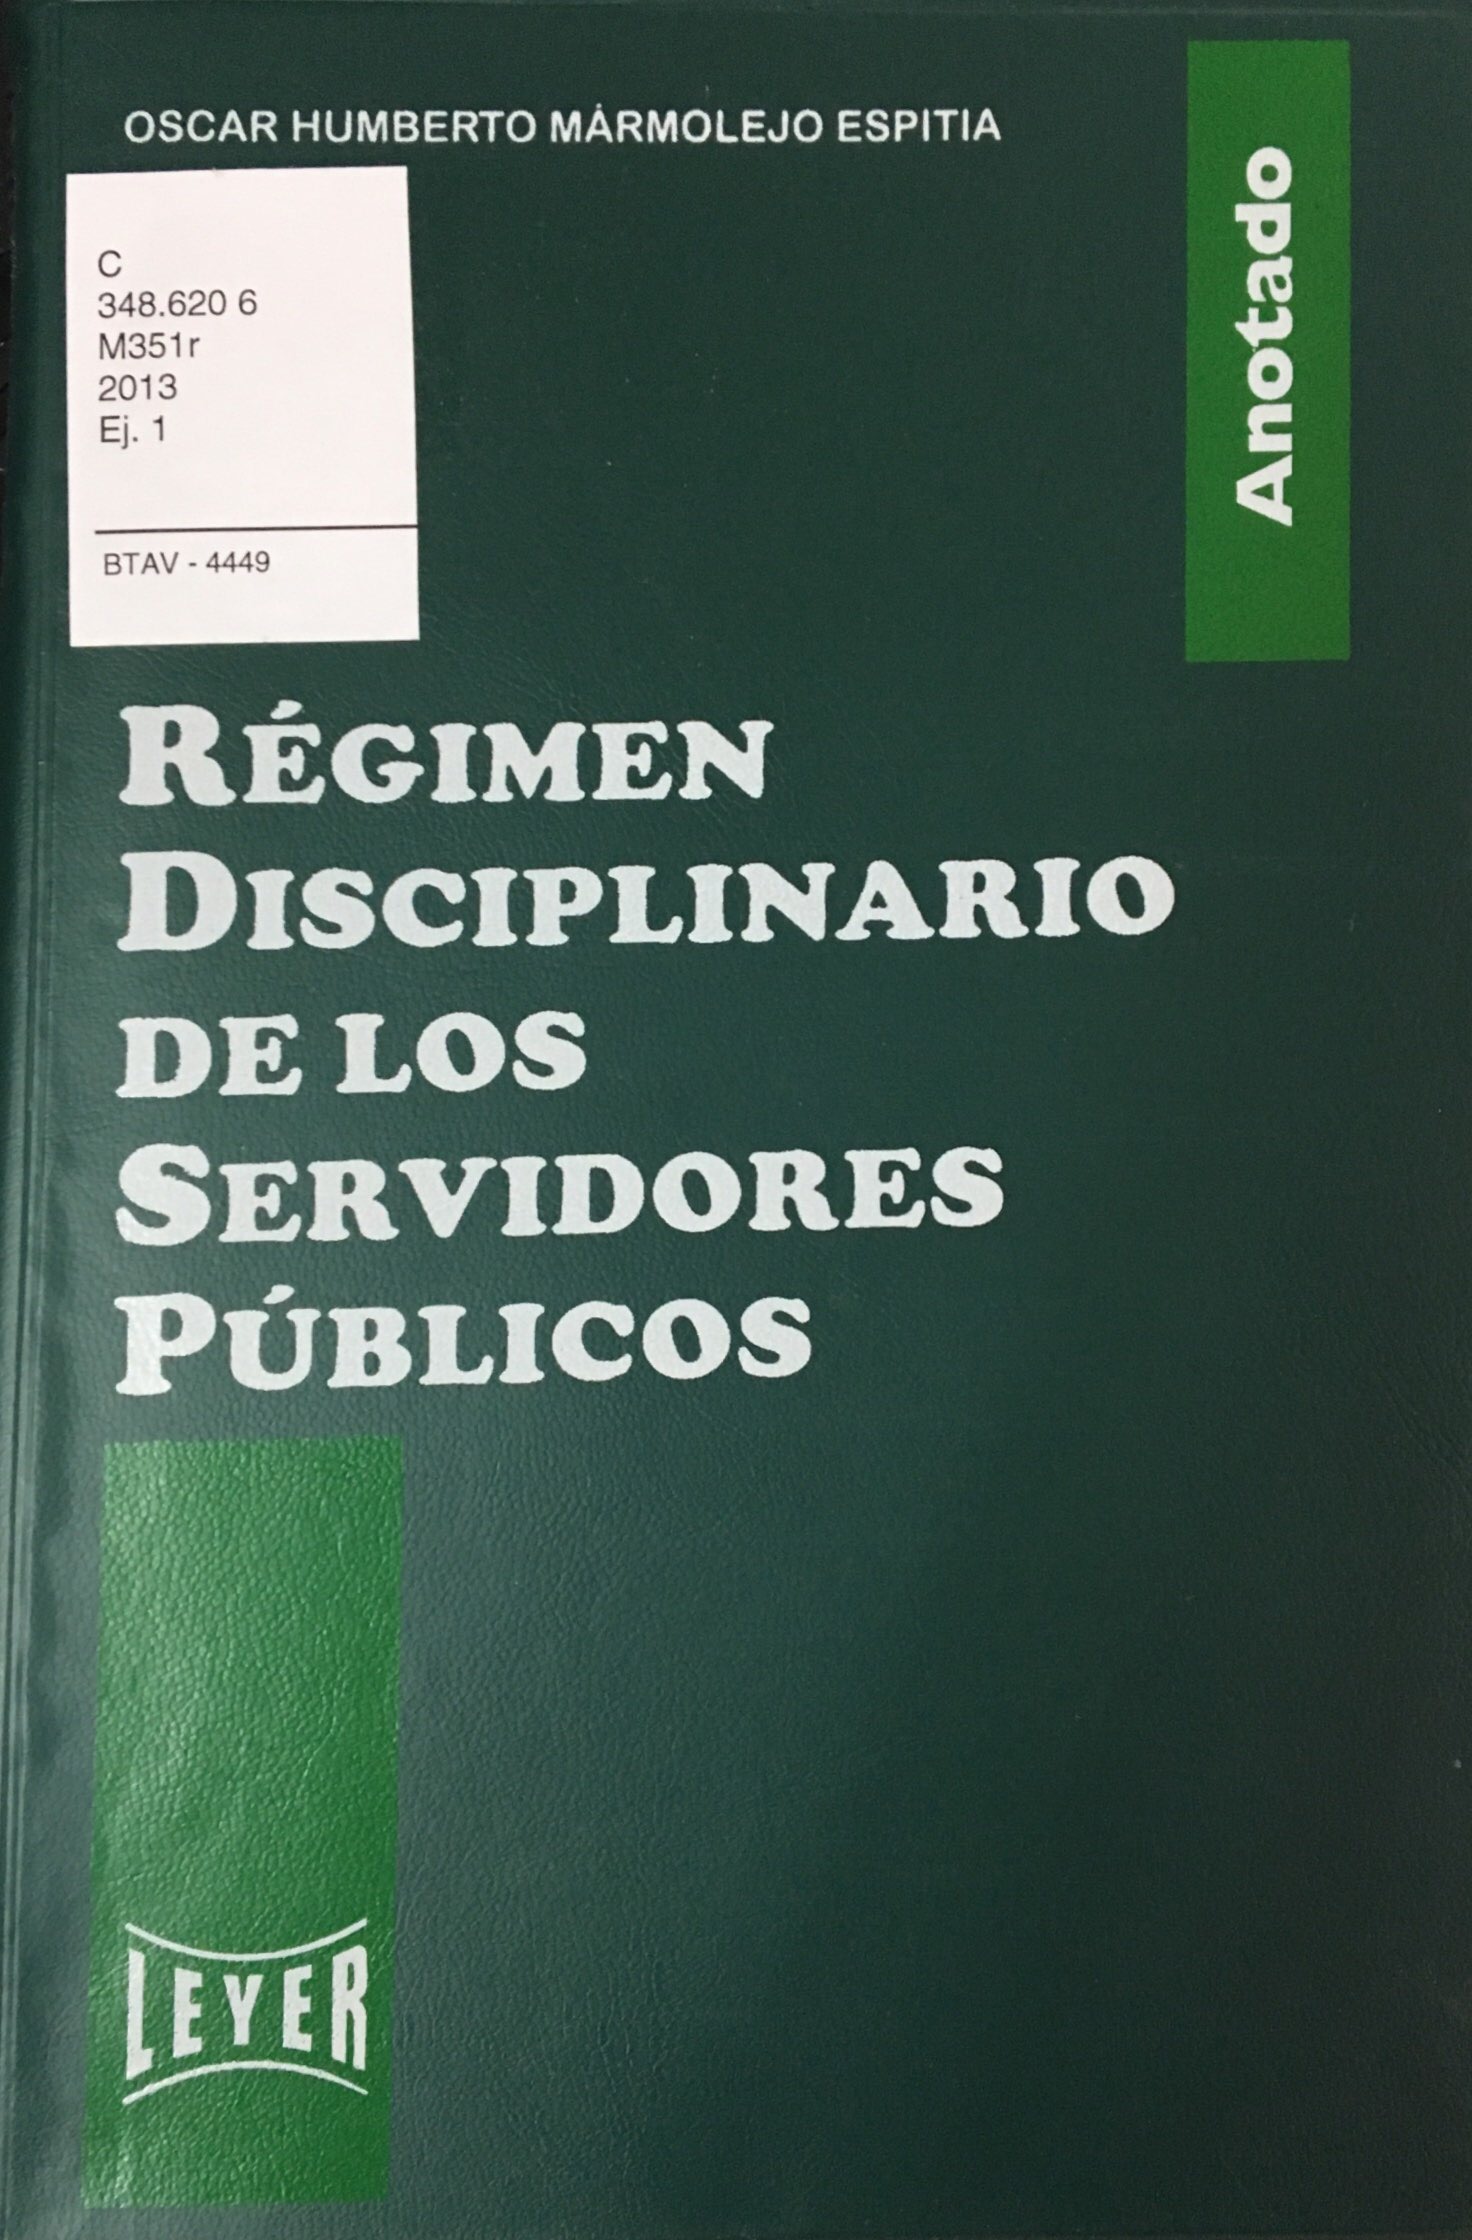 OSCAR HUMBERTO MÁRMOLEJO ESPITIA
Anotado
C
348.620 6
M351r
2013
Ej. 1
BTAV - 4449
RÉGIMEN
DISCIPLINARIO
DE LOS
SERVIDORES
PÚBLICOS
LEYER